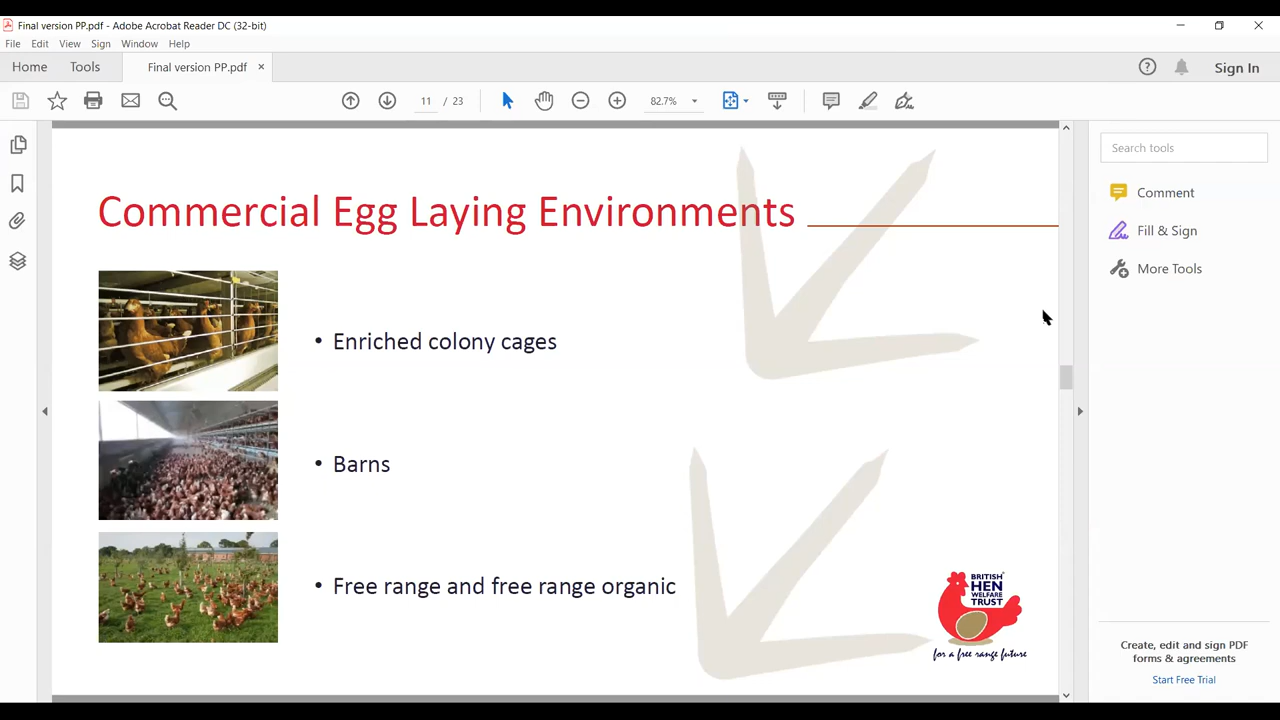 Final version PP.pdf - Adobe Acrobat Reader DC (32-bit)
File Edit View Sign Window Help
Home Tools Final version PP.pdf × Sign In
11 / 23 82.7%
Search tools
Comment
Fill & Sign
More Tools
Commercial Egg Laying Environments
• Enriched colony cages
• Barns
• Free range and free range organic
BRITISH
HEN
WELFARE
TRUST
for a free range future
Create, edit and sign PDF
forms & agreements
Start Free Trial